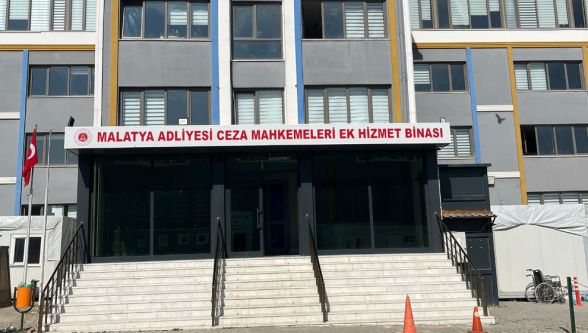 MALATYA ADLİYESİ CEZA MAHKEMELERİ EK HİZMET BİNASI